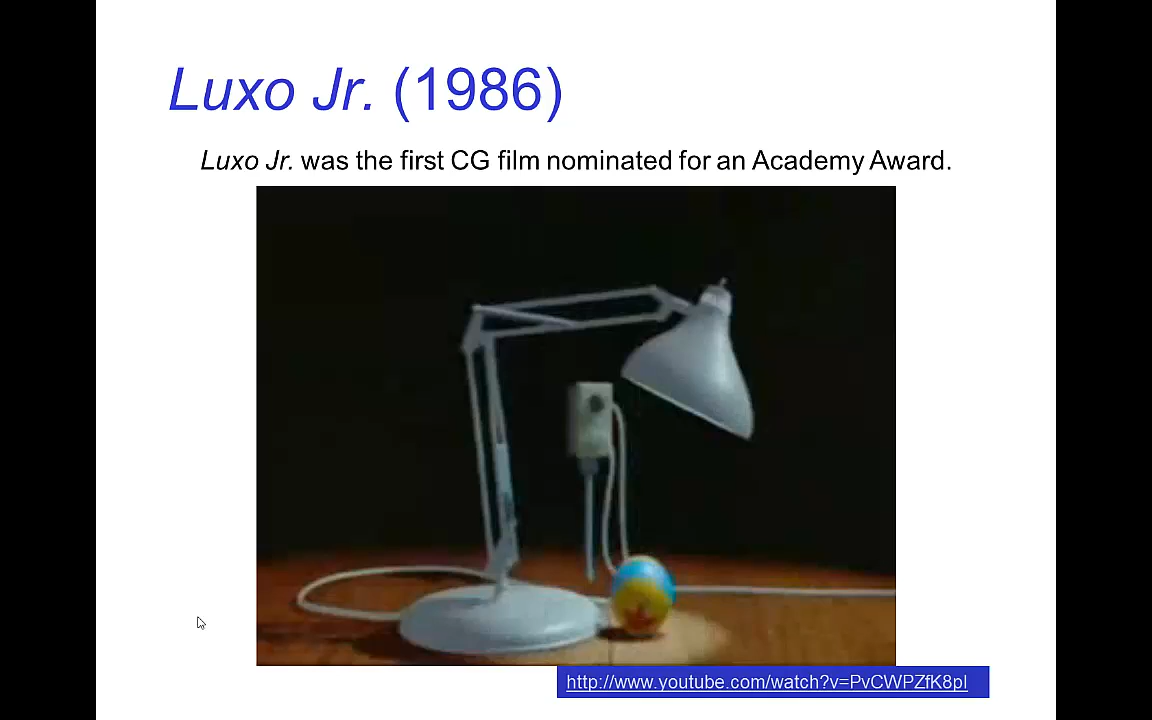 Luxo Jr. (1986)
Luxo Jr. was the first CG film nominated for an Academy Award.
http://www.youtube.com/watch?v=PvCWPZfK8pI